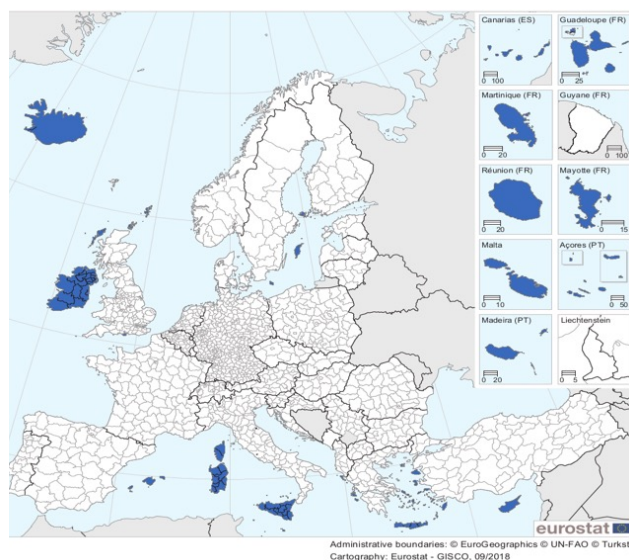 Canarias (ES)
0 100
Guadeloupe (FR)
0 25
Martinique (FR)
0 20
Guyane (FR)
0 100
Réunion (FR)
0 20
Mayotte (FR)
0 15
Malta
0 10
Açores (PT)
0 50
Madeira (PT)
0 20
Liechtenstein
0 5
eurostat
Administrative boundaries: © EuroGeographics © UN-FAO © Turkst
Cartography: Eurostat - GISCO, 09/2018